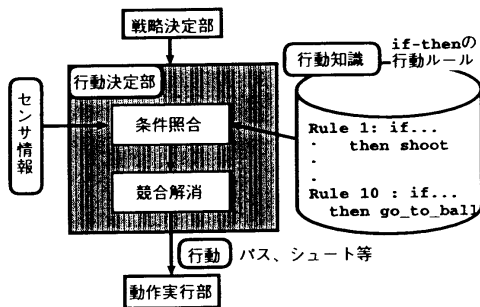 戦略決定部
行動決定部
センサ情報
条件照合
競合解消
行動
パス、シュート等
動作実行部
行動知識
if-thenの
行動ルール
Rule 1: if...
・ then shoot
・
・
Rule 10 : if...
then go_to_ball